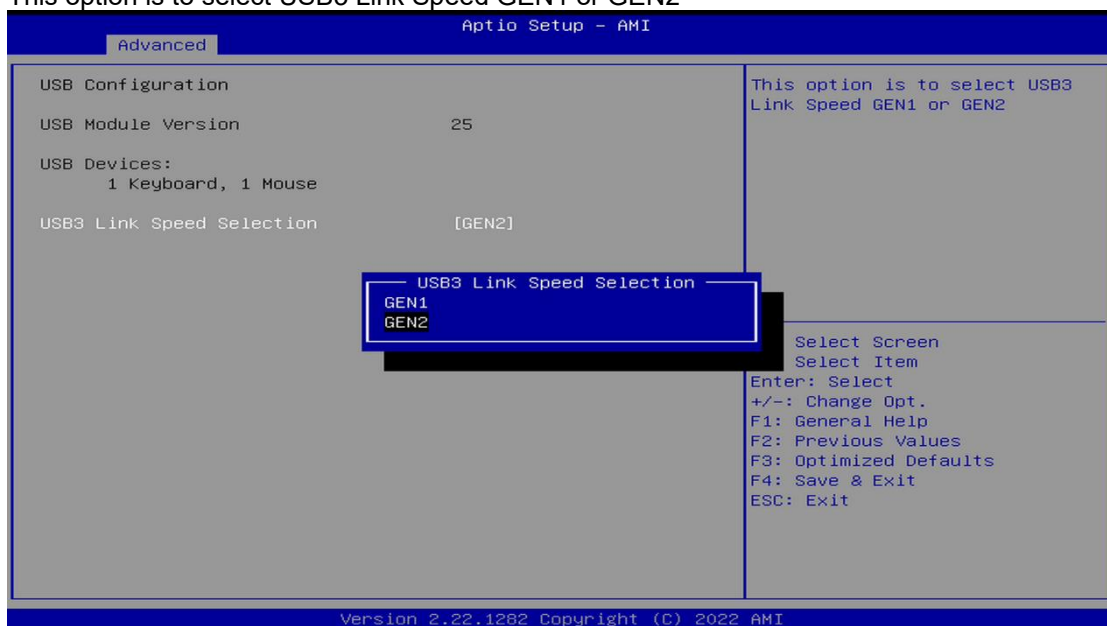 This option is to select USB3 Link Speed GEN1 or GEN2
Aptio Setup – AMI
Advanced
USB Configuration
USB Module Version 25
USB Devices:
1 Keyboard, 1 Mouse
USB3 Link Speed Selection [GEN2]
USB3 Link Speed Selection
GEN1
GEN2
This option is to select USB3
Link Speed GEN1 or GEN2
Select Screen
Select Item
Enter: Select
+/-: Change Opt.
F1: General Help
F2: Previous Values
F3: Optimized Defaults
F4: Save & Exit
ESC: Exit
Version 2.22.1282 Copyright (C) 2022 AMI